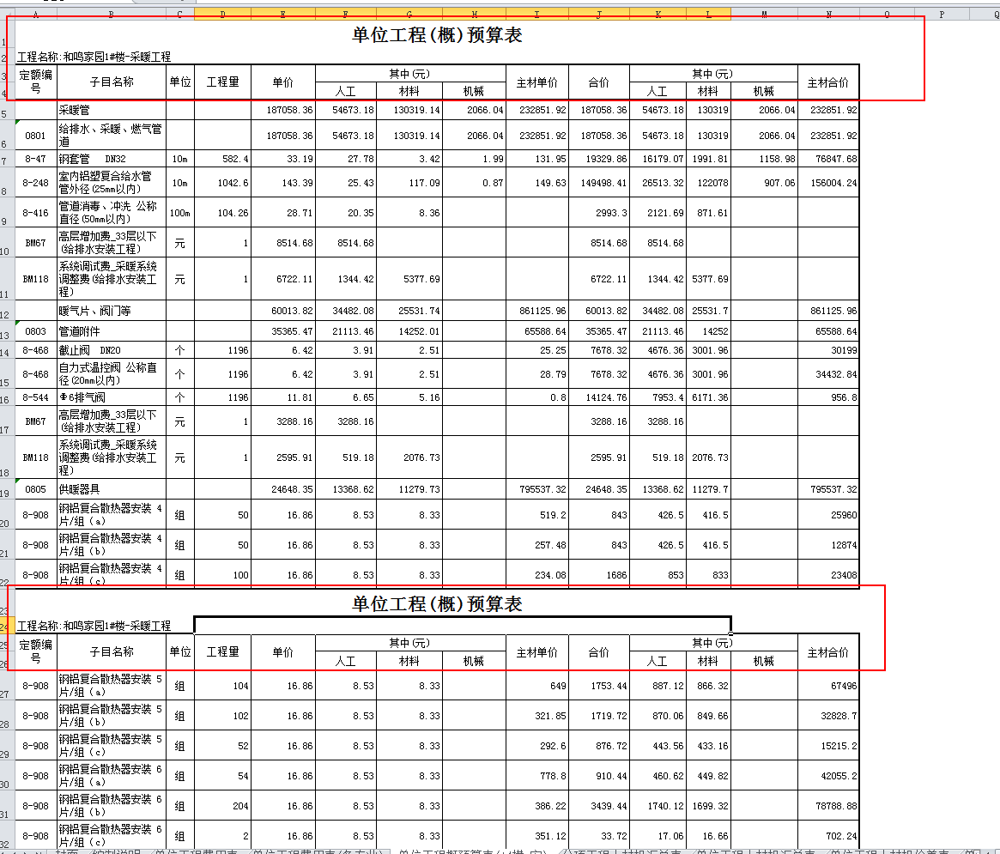 A B C D E F G H I J K L M N O P Q
1 单位工程(概)预算表
2 工程名称:和鸣家园1#楼-采暖工程
3 定额编号 子目名称 单位 工程量 单价 其中(元) 主材单价 合价 其中(元) 主材合价
4 人工 材料 机械 人工 材料 机械
5 采暖管 187058.36 54673.18 130319.14 2066.04 232851.92 187058.36 54673.18 130319 2066.04 232851.92
给排水、采暖、燃气管
6 0801 道 187058.36 54673.18 130319.14 2066.04 232851.92 187058.36 54673.18 130319 2066.04 232851.92
7 8-47 钢套管 DN32 10m 582.4 33.19 27.78 3.42 1.99 131.95 19329.86 16179.07 1991.81 1158.98 76847.68
室内铝塑复合给水管
8 8-248 管外径(25mm以内) 10m 1042.6 143.39 25.43 117.09 0.87 149.63 149498.41 26513.32 122078 907.06 156004.24
管道消毒、冲洗 公称
9 8-416 直径(50mm以内) 100m 104.26 28.71 20.35 8.36 2993.3 2121.69 871.61
高层增加费_33层以下
10 BM67 (给排水安装工程) 元 1 8514.68 8514.68 8514.68 8514.68
系统调试费_采暖系统
11 BM118 调整费(给排水安装工 元 1 6722.11 1344.42 5377.69 6722.11 1344.42 5377.69
程)
12 暖气片、阀门等 60013.82 34482.08 25531.74 861125.96 60013.82 34482.08 25531.7 861125.96
13 0803 管道附件 35365.47 21113.46 14252.01 65588.64 35365.47 21113.46 14252 65588.64
14 8-468 截止阀 DN20 个 1196 6.42 3.91 2.51 25.25 7678.32 4676.36 3001.96 30199
自力式温控阀 公称直
15 8-468 径(20mm以内) 个 1196 6.42 3.91 2.51 28.79 7678.32 4676.36 3001.96 34432.84
16 8-544 Φ6排气阀 个 1196 11.81 6.65 5.16 0.8 14124.76 7953.4 6171.36 956.8
高层增加费_33层以下
17 BM67 (给排水安装工程) 元 1 3288.16 3288.16 3288.16 3288.16
系统调试费_采暖系统
18 BM118 调整费(给排水安装工 元 1 2595.91 519.18 2076.73 2595.91 519.18 2076.73
程)
19 0805 供暖器具 24648.35 13368.62 11279.73 795537.32 24648.35 13368.62 11279.7 795537.32
钢铝复合散热器安装 4
20 8-908 片/组(a) 组 50 16.86 8.53 8.33 519.2 843 426.5 416.5 25960
钢铝复合散热器安装 4
21 8-908 片/组(b) 组 50 16.86 8.53 8.33 257.48 843 426.5 416.5 12874
钢铝复合散热器安装 4
22 8-908 片/组(c) 组 100 16.86 8.53 8.33 234.08 1686 853 833 23408
23 单位工程(概)预算表
24 工程名称:和鸣家园1#楼-采暖工程
25 定额编号 子目名称 单位 工程量 单价 其中(元) 主材单价 合价 其中(元) 主材合价
26 人工 材料 机械 人工 材料 机械
钢铝复合散热器安装 5
27 8-908 片/组(a) 组 104 16.86 8.53 8.33 649 1753.44 887.12 866.32 67496
钢铝复合散热器安装 5
28 8-908 片/组(b) 组 102 16.86 8.53 8.33 321.85 1719.72 870.06 849.66 32828.7
钢铝复合散热器安装 5
29 8-908 片/组(c) 组 52 16.86 8.53 8.33 292.6 876.72 443.56 433.16 15215.2
钢铝复合散热器安装 6
30 8-908 片/组(a) 组 54 16.86 8.53 8.33 778.8 910.44 460.62 449.82 42055.2
钢铝复合散热器安装 6
31 8-908 片/组(b) 组 204 16.86 8.53 8.33 386.22 3439.44 1740.12 1699.32 78788.88
钢铝复合散热器安装 6
32 8-908 片/组(c) 组 2 16.86 8.53 8.33 351.12 33.72 17.06 16.66 702.24